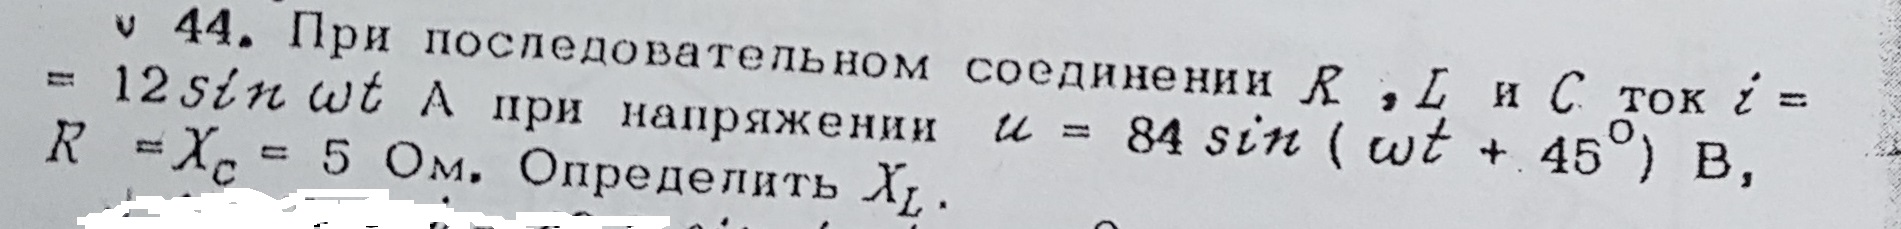 v 44. При последовательном соединении R, L и C ток i =
= 12 sin ωt А при напряжении u = 84 sin (ωt + 45°) В,
R = X_C = 5 Ом. Определить X_L.